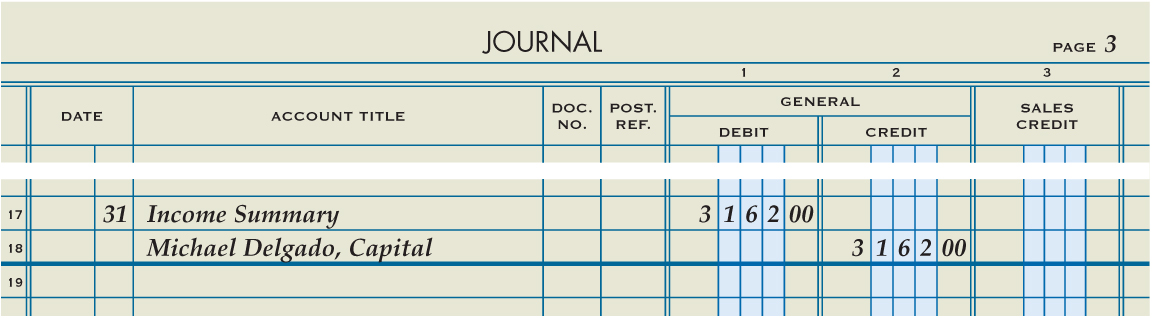 JOURNAL
PAGE 3
1 2 3
DATE ACCOUNT TITLE DOC. NO. POST. REF. GENERAL SALES CREDIT
DEBIT CREDIT
17 31 Income Summary 3 1 6 2 00
18 Michael Delgado, Capital 3 1 6 2 00
19